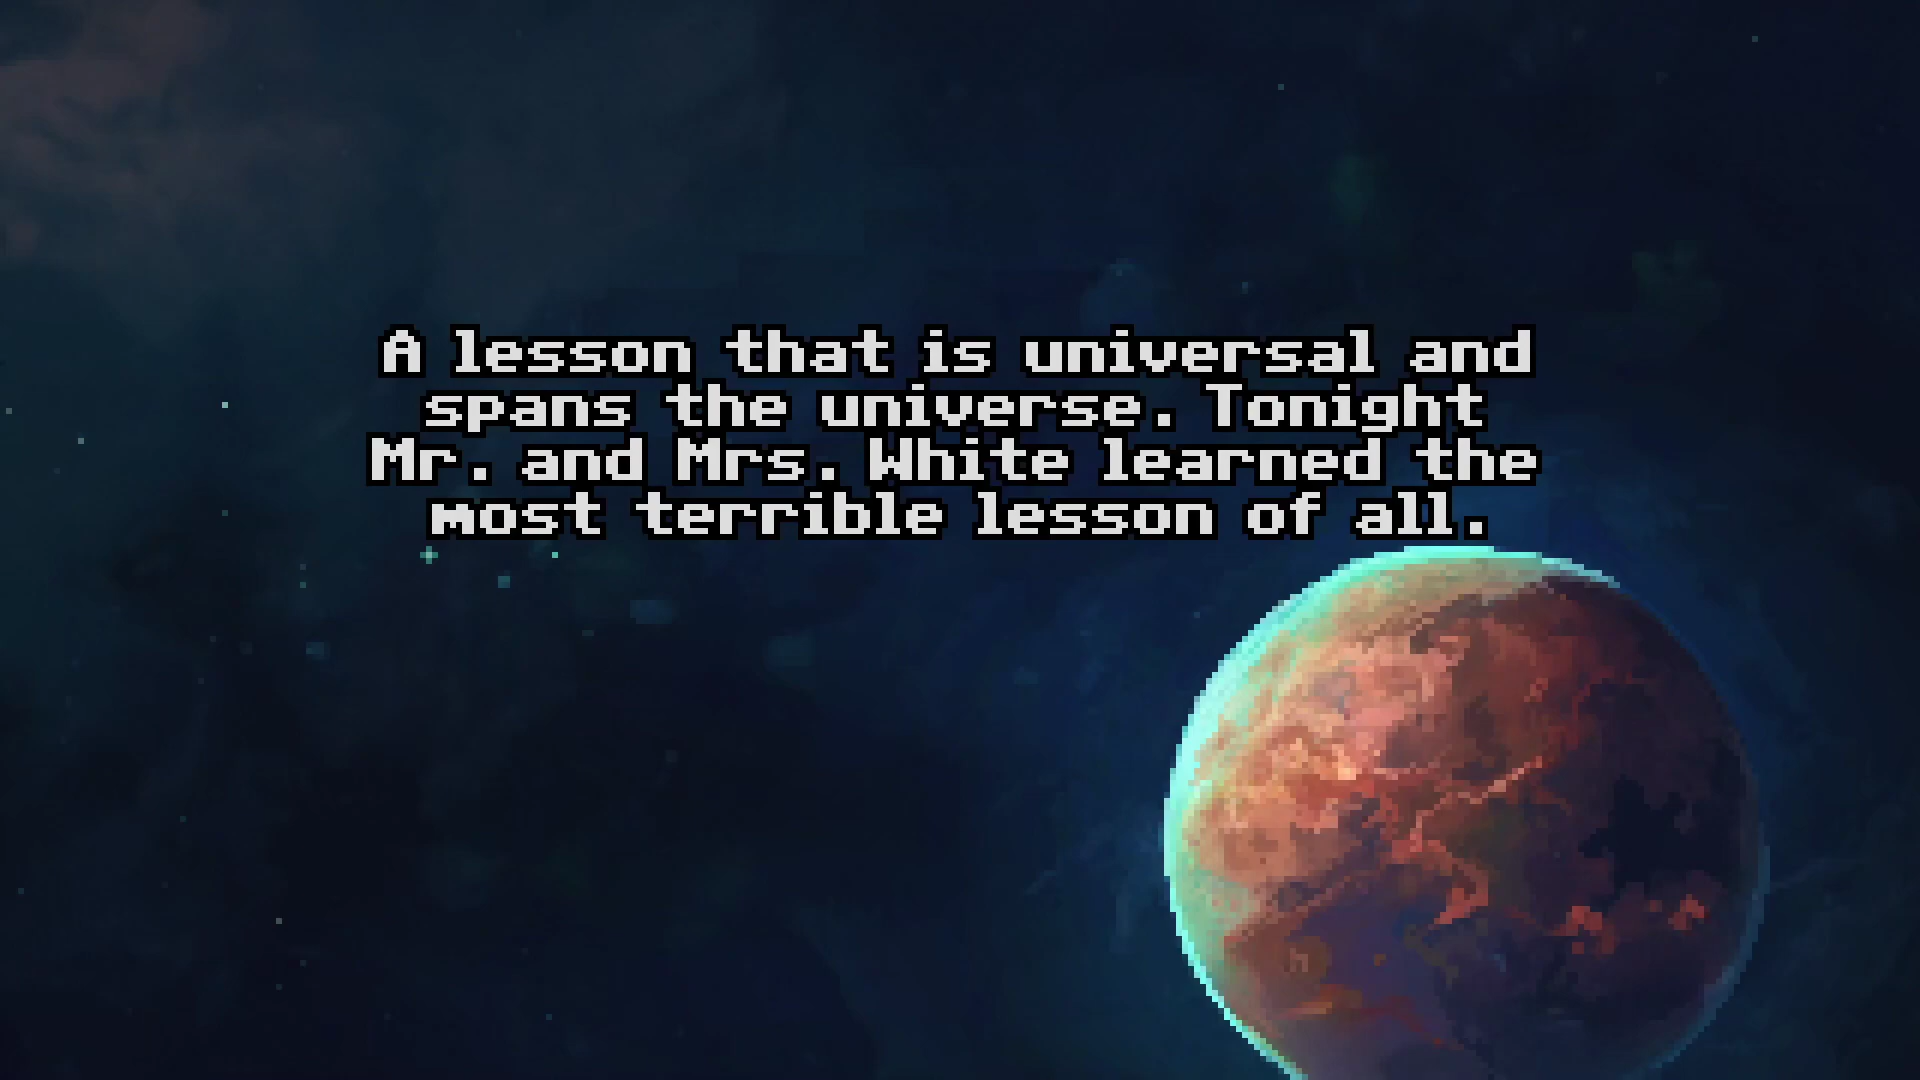 A lesson that is universal and
spans the universe. Tonight
Mr. and Mrs. White learned the
most terrible lesson of all.